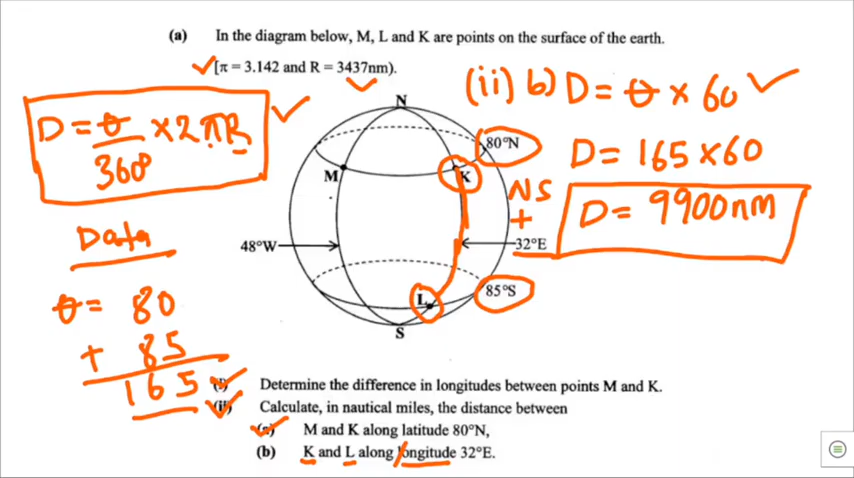 (a) In the diagram below, M, L and K are points on the surface of the earth.
[π = 3.142 and R = 3437nm).
(ii) b) D = θ × 60
D = θ/360° × 2πR
N
80°N
D = 165 × 60
M
K
NS
+
D = 9900nm
Data
48°W
32°E
θ = 80
+ 85
165
L
85°S
S
(i) Determine the difference in longitudes between points M and K.
(ii) Calculate, in nautical miles, the distance between
(a) M and K along latitude 80°N,
(b) K and L along longitude 32°E.